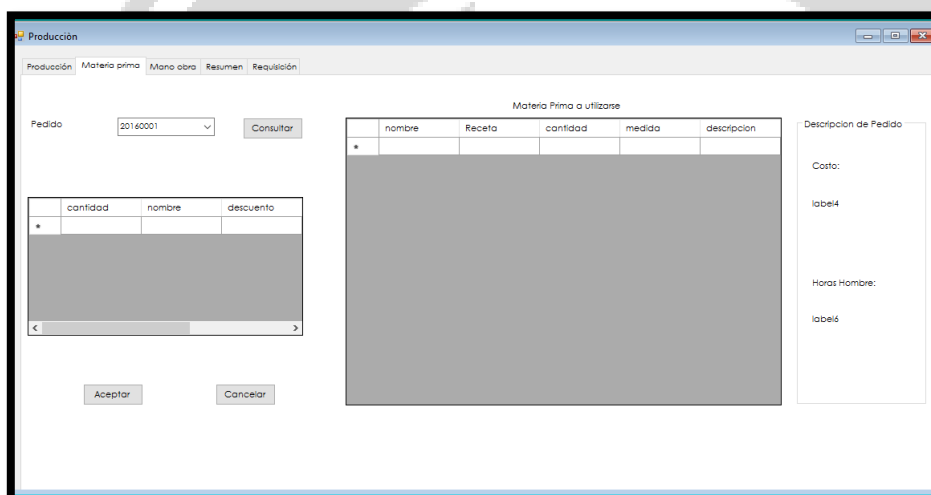 Producción
Producción Materia prima Mano obra Resumen Requisición
Materia Prima a utilizarse
Pedido 20160001 Consultar
nombre Receta cantidad medida descripcion
*
Descripcion de Pedido
Costo:
label4
cantidad nombre descuento
*
Horas Hombre:
label6
Aceptar Cancelar